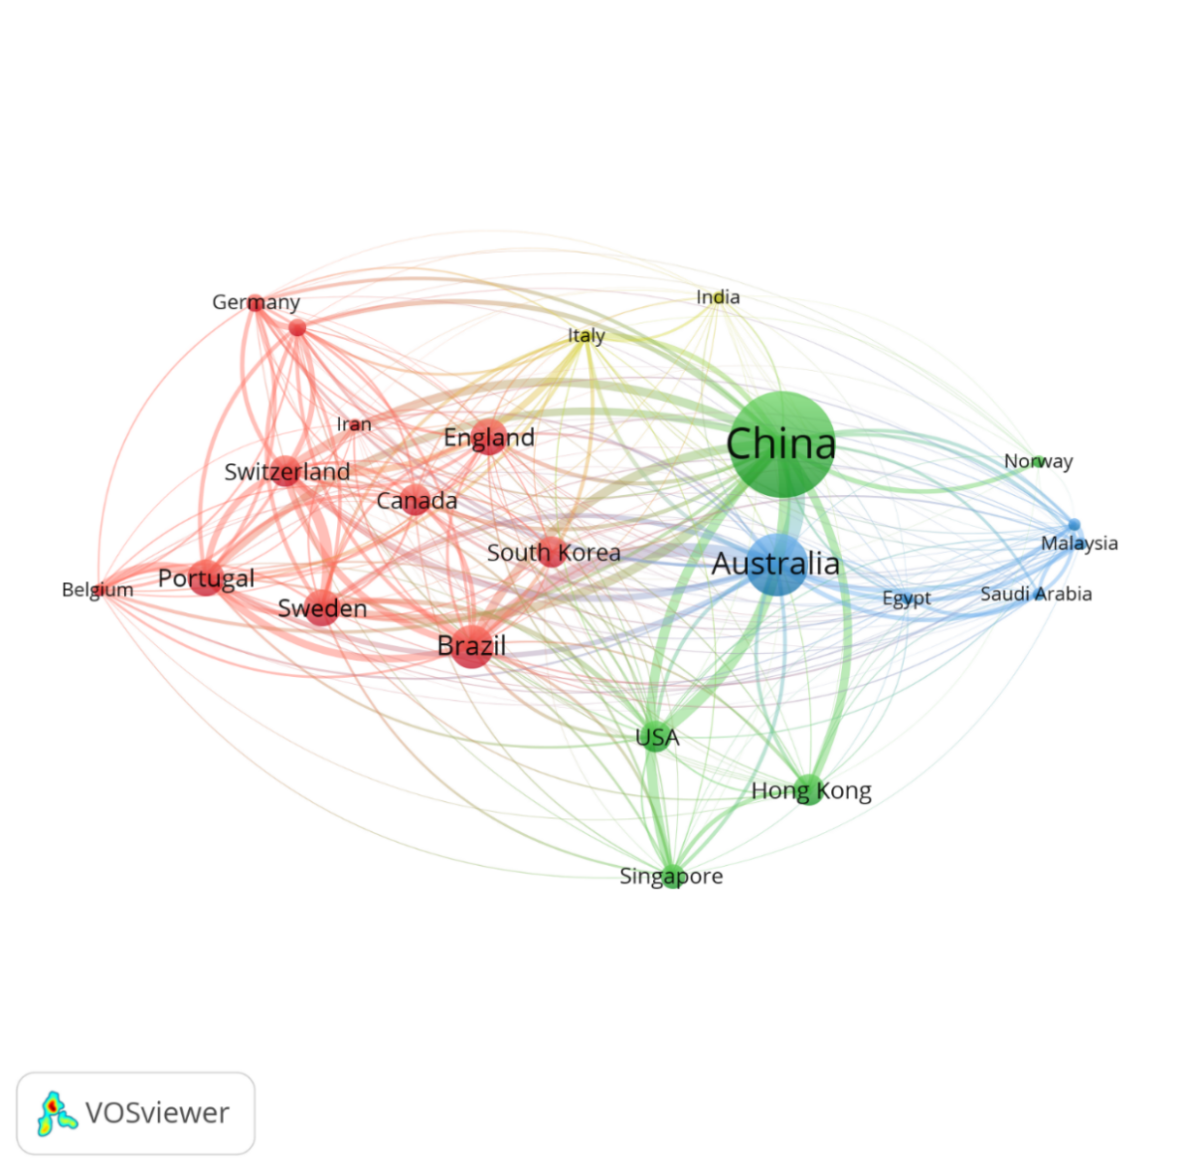 Germany
India
Italy
Iran
England
China
Switzerland
Norway
Canada
South Korea
Malaysia
Australia
Portugal
Belgium
Saudi Arabia
Egypt
Sweden
Brazil
USA
Hong Kong
Singapore
VOSviewer